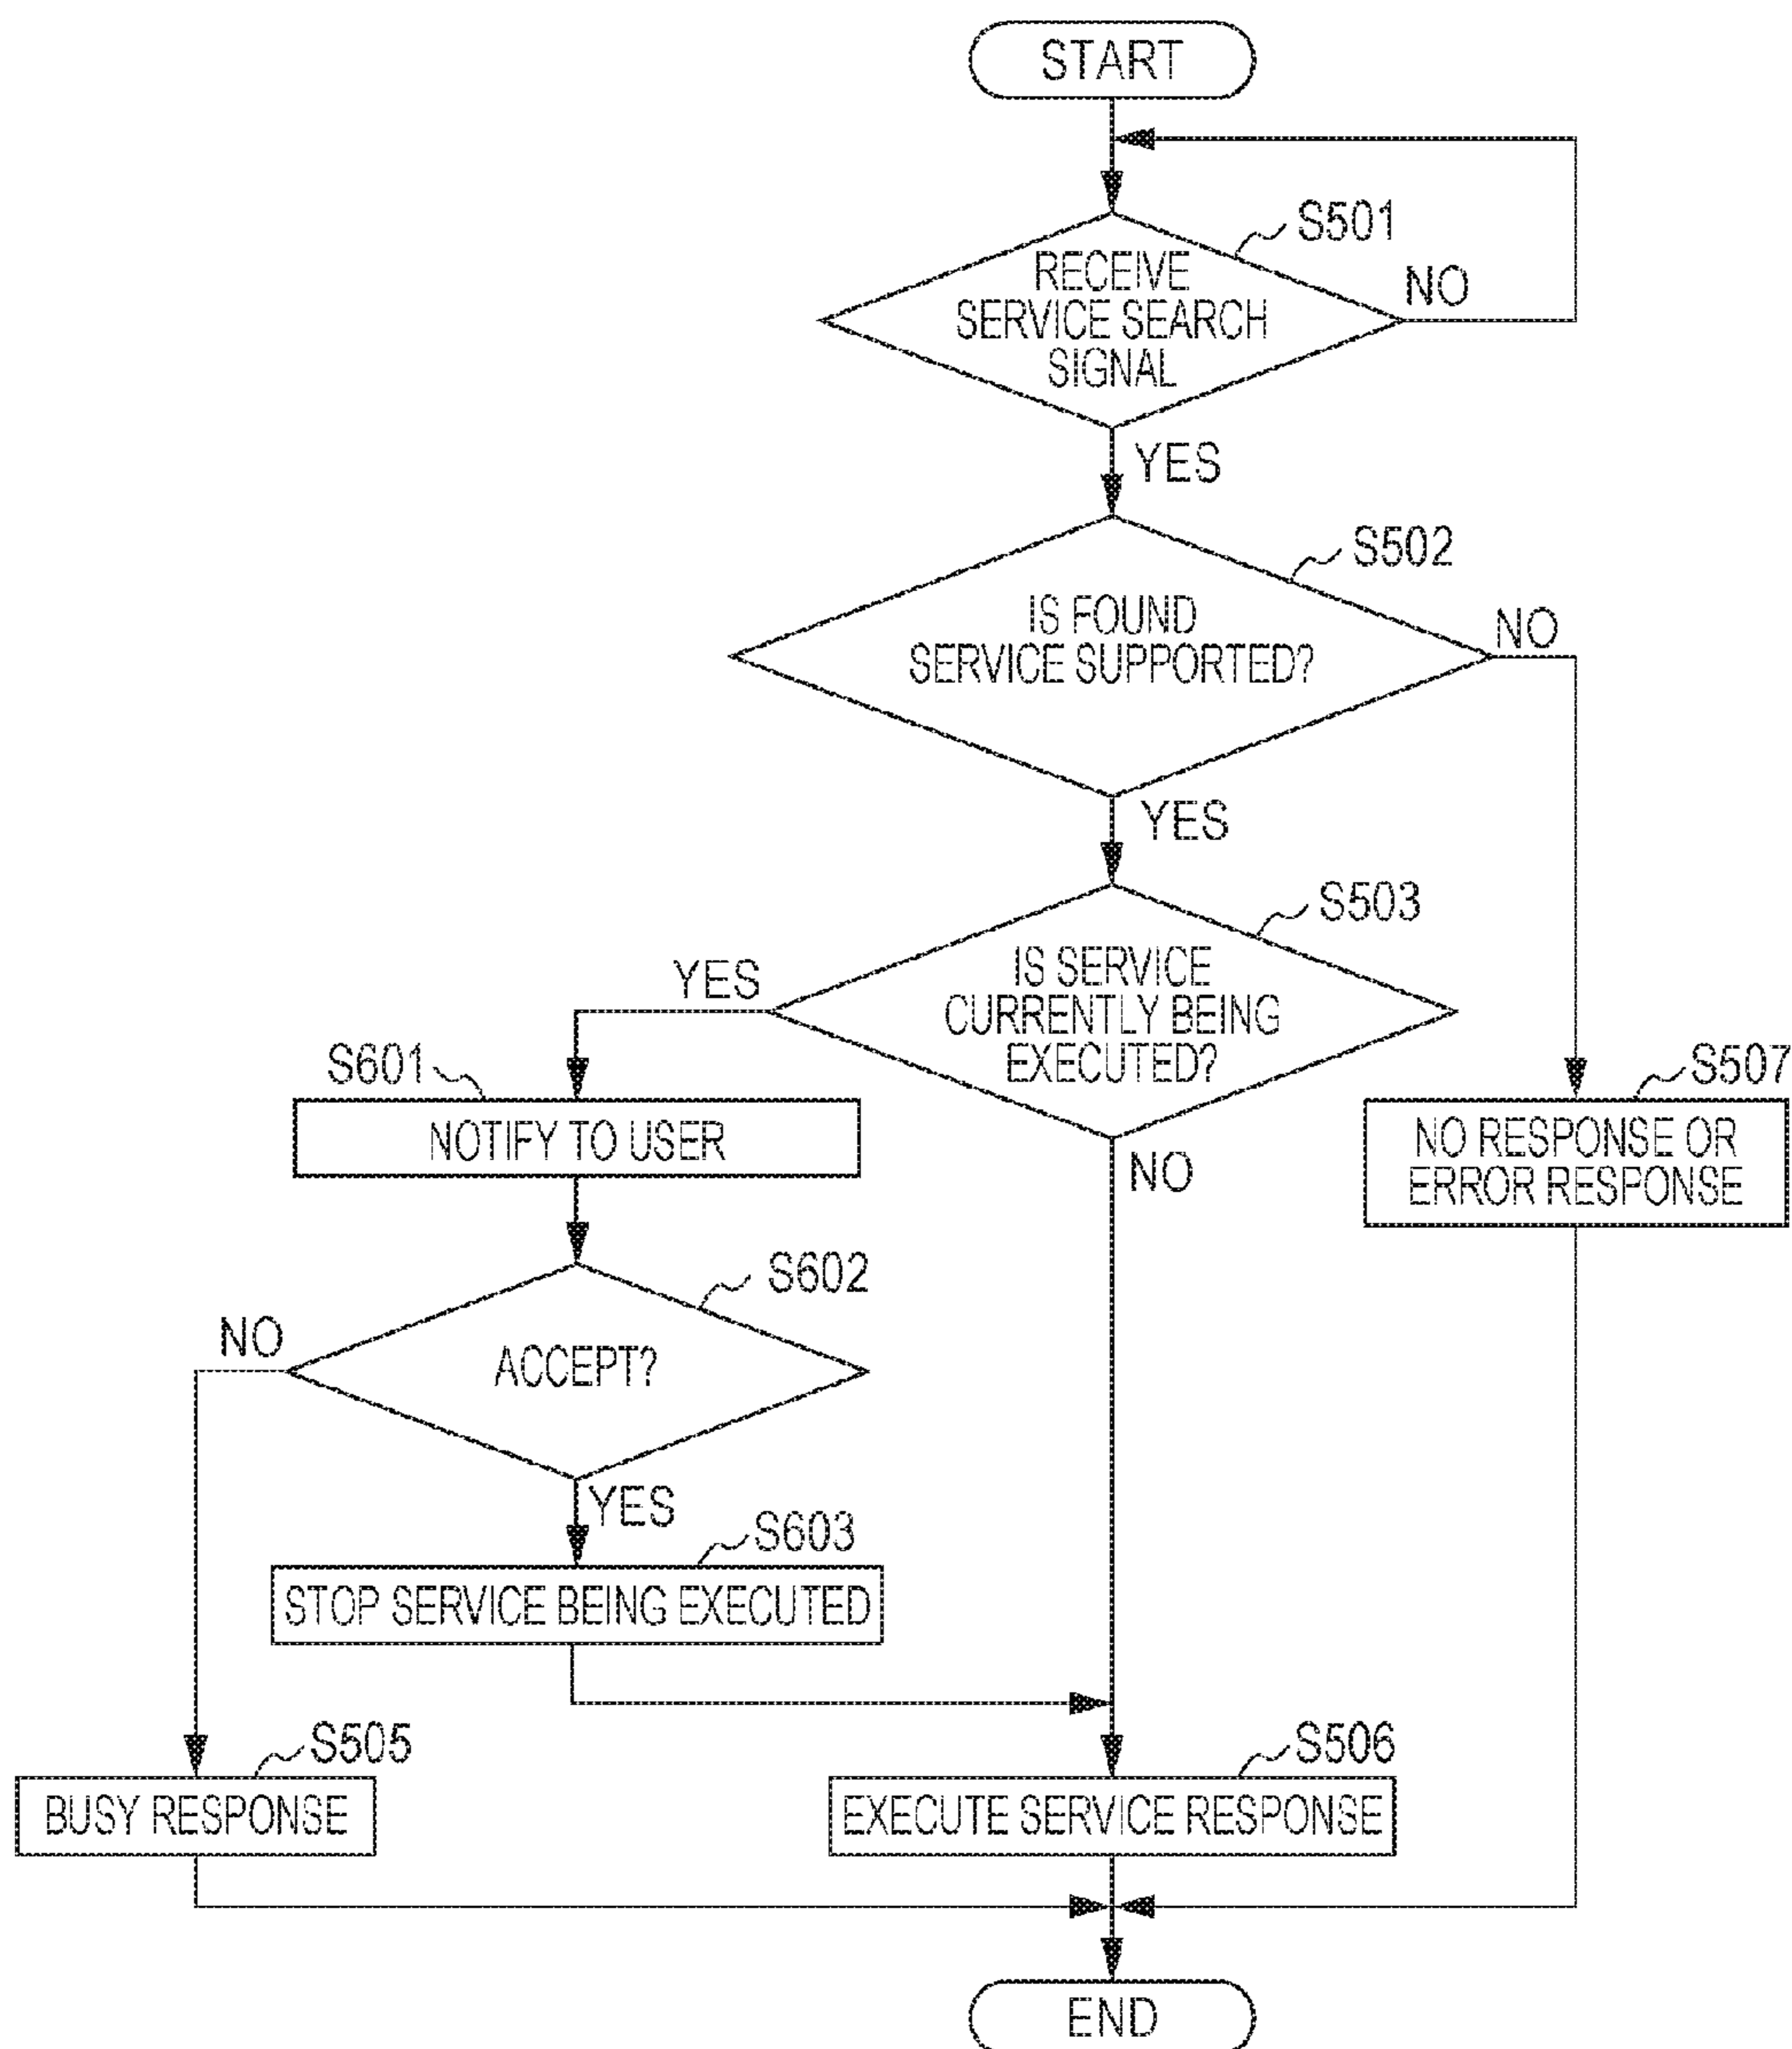 START
S501
RECEIVE
SERVICE SEARCH
SIGNAL
NO
YES
S502
IS FOUND
SERVICE SUPPORTED?
NO
YES
S503
IS SERVICE
CURRENTLY BEING
EXECUTED?
YES
NO
S601
NOTIFY TO USER
S507
NO RESPONSE OR
ERROR RESPONSE
S602
ACCEPT?
NO
YES
S603
STOP SERVICE BEING EXECUTED
S505
BUSY RESPONSE
S506
EXECUTE SERVICE RESPONSE
END